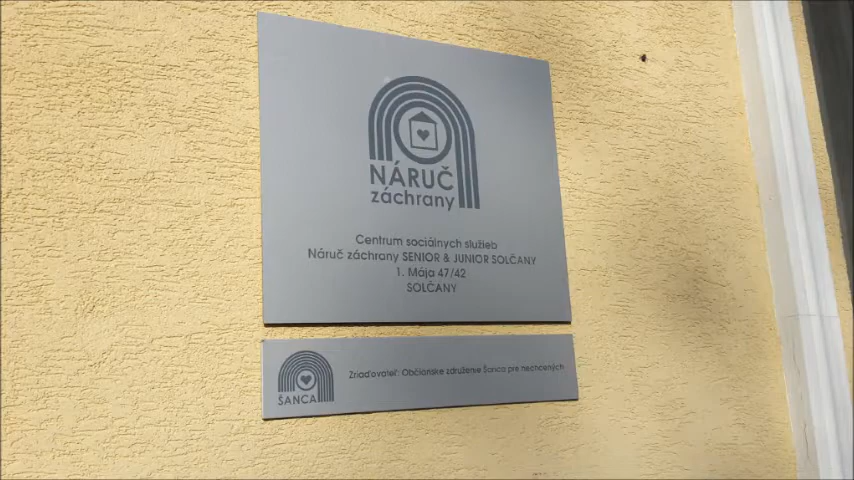 NÁRUČ
záchrany
Centrum sociálnych služieb
Náruč záchrany SENIOR & JUNIOR SOLČANY
1. Mája 47/42
SOLČANY
ŠANCA
Zriaďovateľ: Občianske združenie Šanca pre nechcených